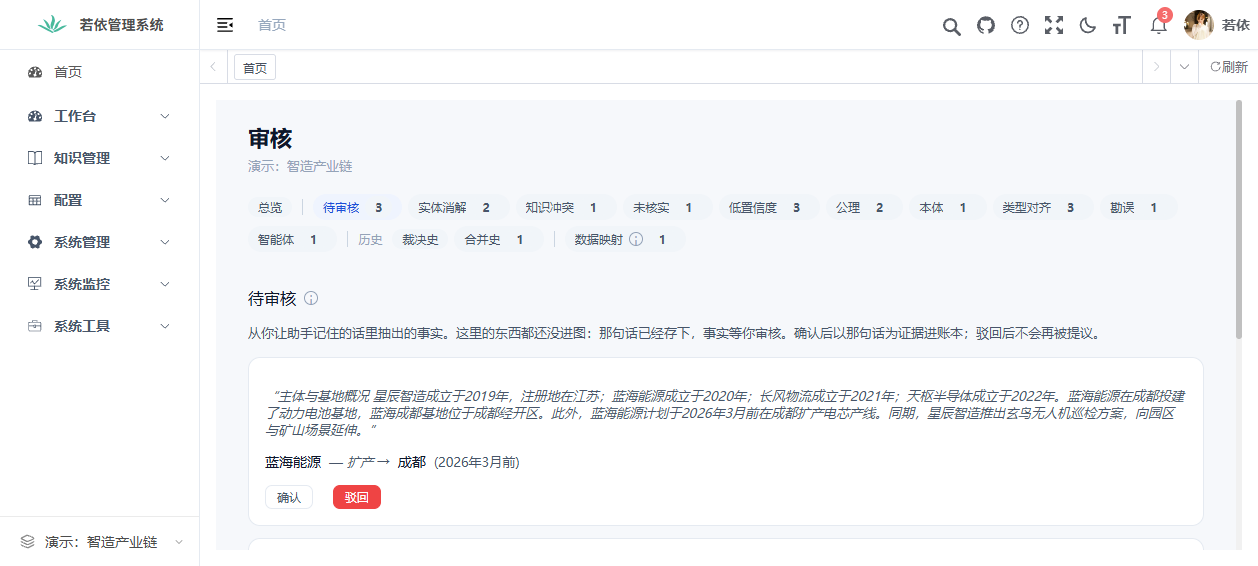 若依管理系统
首页
3
若依
首页
刷新
首页
工作台
知识管理
配置
系统管理
系统监控
系统工具
演示：智造产业链
审核
演示：智造产业链
总览 待审核 3 实体消解 2 知识冲突 1 未核实 1 低置信度 3 公理 2 本体 1 类型对齐 3 勘误 1
智能体 1 历史 裁决史 合并史 1 数据映射 1
待审核
从你让助手记住的话里抽出的事实。这里的东西都还没进图：那句话已经存下，事实等你审核。确认后以那句话为证据进账本；驳回后不会再被提议。
“主体与基地概况 星辰智造成立于2019年，注册地在江苏；蓝海能源成立于2020年；长风物流成立于2021年；天枢半导体成立于2022年。蓝海能源在成都投建
了动力电池基地，蓝海成都基地位于成都经开区。此外，蓝海能源计划于2026年3月前在成都扩产电芯产线。同期，星辰智造推出玄鸟无人机巡检方案，向园区
与矿山场景延伸。”
蓝海能源 — 扩产 → 成都 (2026年3月前)
确认 驳回